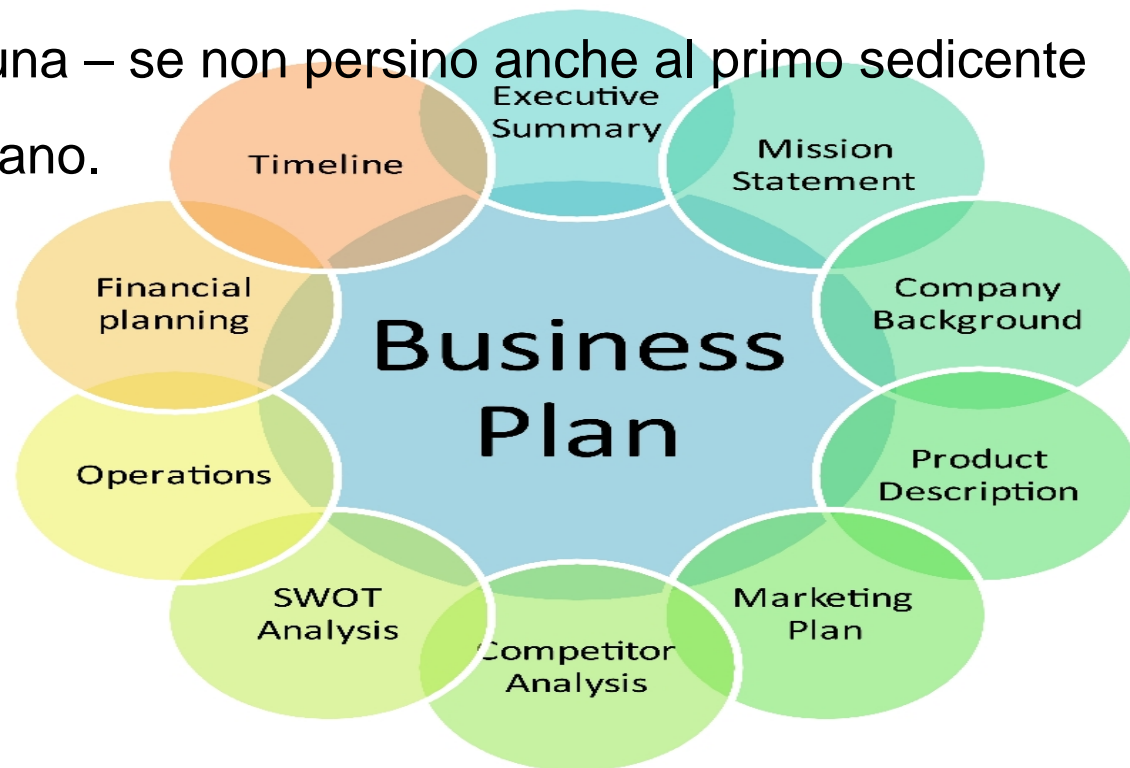 una – se non persino anche al primo sedicente
ano.
Executive
Summary
Mission
Statement
Company
Background
Product
Description
Marketing
Plan
Competitor
Analysis
SWOT
Analysis
Operations
Financial
planning
Timeline
Business
Plan